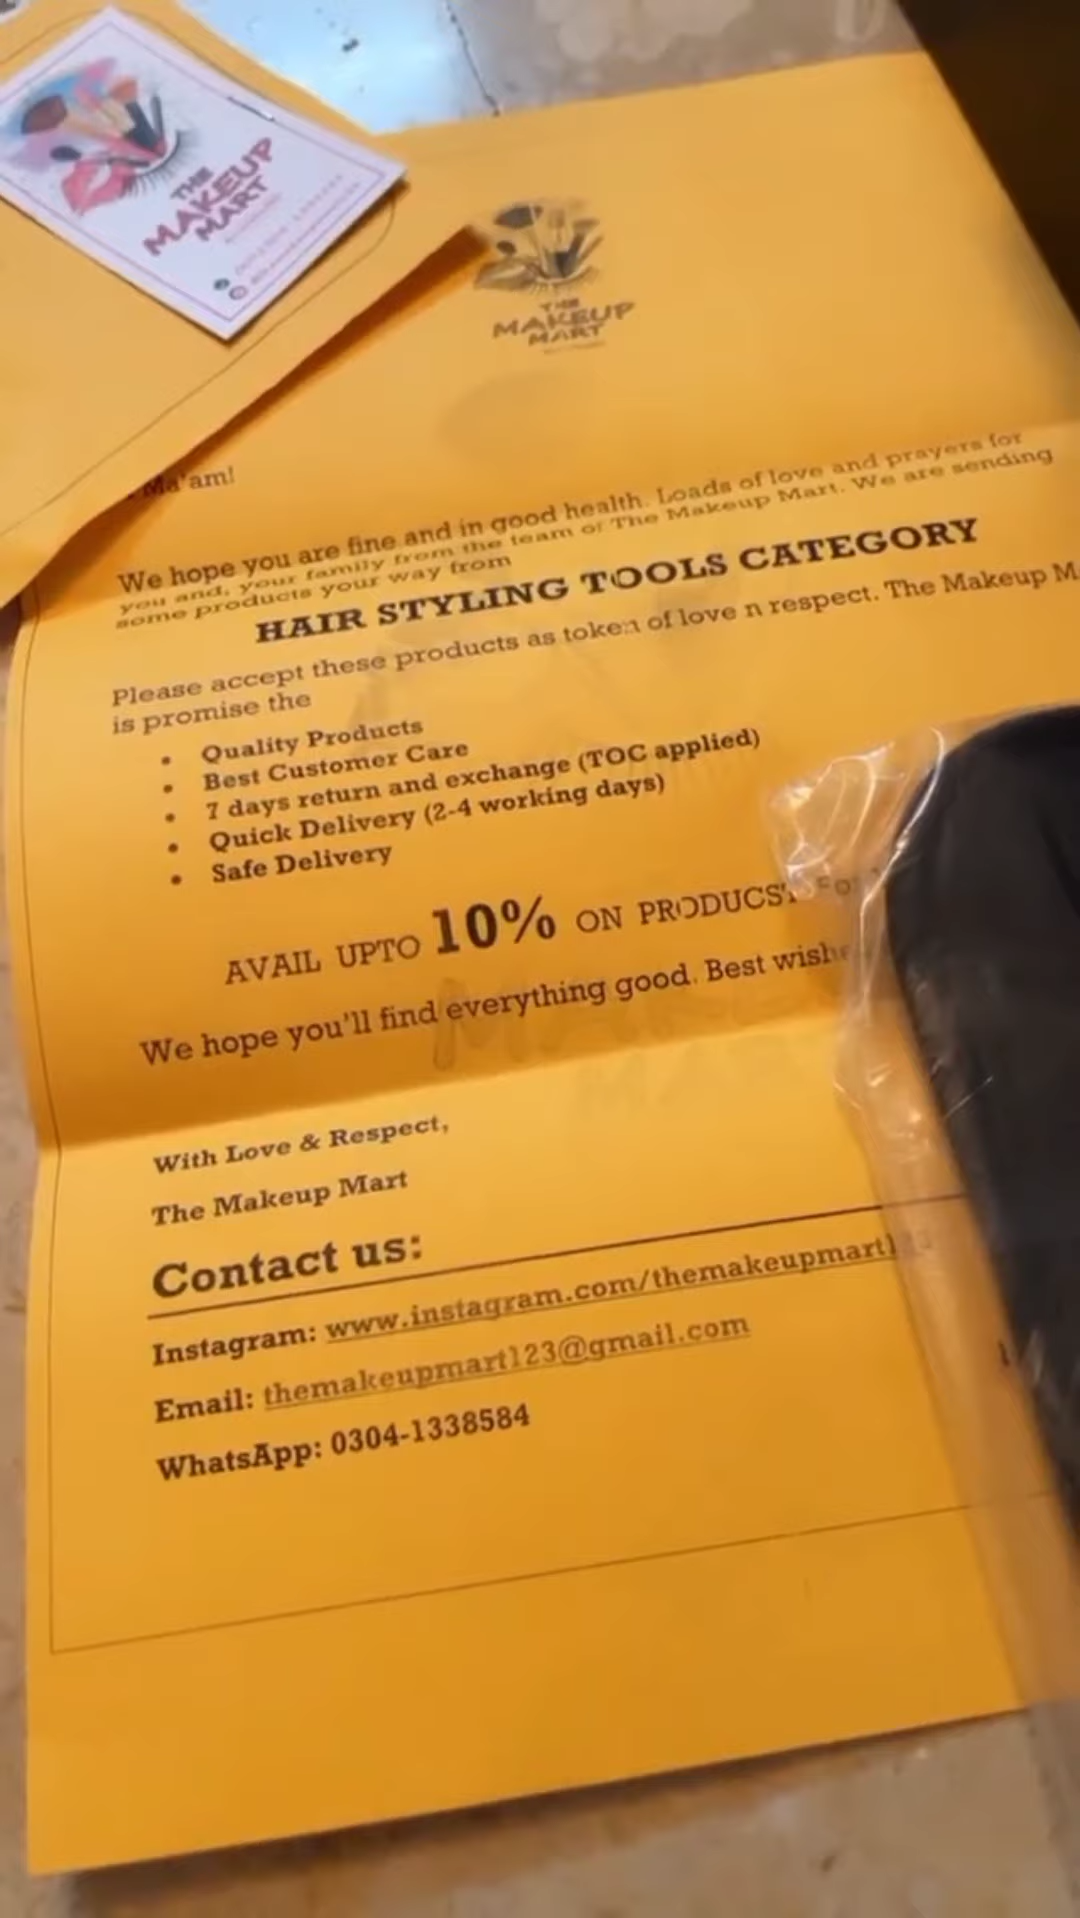 THE
MAKEUP
MART
THE
MAKEUP
MART
Ma'am!
We hope you are fine and in good health. Loads of love and prayers for
you and, your family from the team of The Makeup Mart. We are sending
some products your way from
HAIR STYLING TOOLS CATEGORY
Please accept these products as token of love n respect. The Makeup
is promise the
• Quality Products
• Best Customer Care
• 7 days return and exchange (TOC applied)
• Quick Delivery (2-4 working days)
• Safe Delivery
AVAIL UPTO 10% ON
We hope you'll find everything good. Best
With Love & Respect,
The Makeup Mart
Contact us:
Instagram: www.instagram.com/themakeupmart1
Email: themakeupmart123@gmail.com
WhatsApp: 0304-1338584